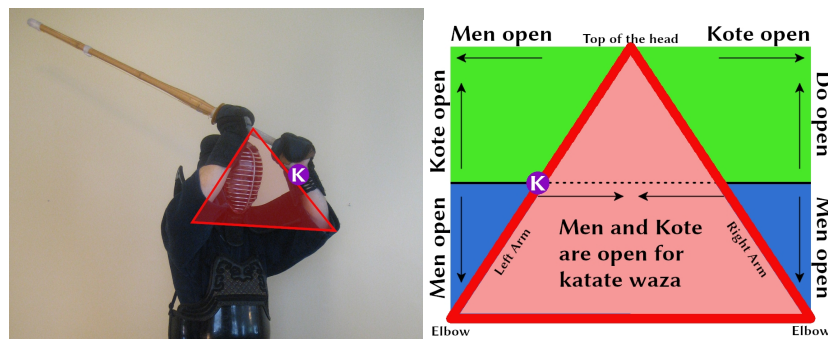 K
Men open
Top of the head
Kote open
Kote open
Do open
K
Men open
Left Arm
Men and Kote
are open for
katate waza
Right Arm
Men open
Elbow
Elbow